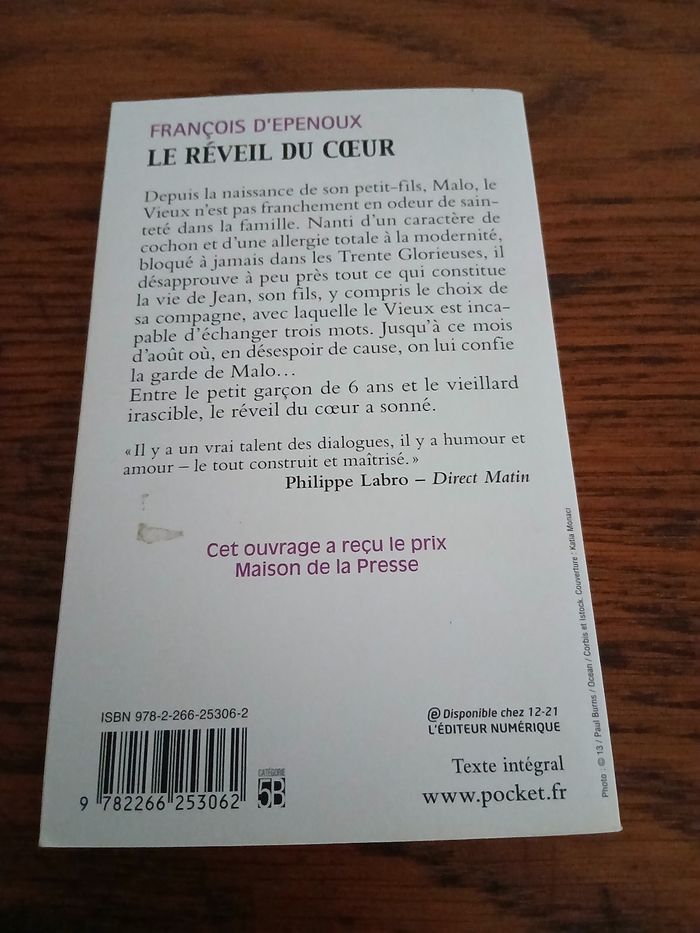 FRANÇOIS D'EPENOUX
LE RÉVEIL DU CŒUR
Depuis la naissance de son petit-fils, Malo, le
Vieux n'est pas franchement en odeur de sain-
teté dans la famille. Nanti d'un caractère de
cochon et d'une allergie totale à la modernité,
bloqué à jamais dans les Trente Glorieuses, il
désapprouve à peu près tout ce qui constitue
la vie de Jean, son fils, y compris le choix de
sa compagne, avec laquelle le Vieux est inca-
pable d'échanger trois mots. Jusqu'à ce mois
d'août où, en désespoir de cause, on lui confie
la garde de Malo...
Entre le petit garçon de 6 ans et le vieillard
irascible, le réveil du cœur a sonné.
« Il y a un vrai talent des dialogues, il y a humour et
amour – le tout construit et maîtrisé. »
Philippe Labro – Direct Matin
Cet ouvrage a reçu le prix
Maison de la Presse
ISBN 978-2-266-25306-2
9 782266 253062
CATÉGORIE
5B
@ Disponible chez 12-21
L'ÉDITEUR NUMÉRIQUE
Texte intégral
www.pocket.fr
Photo : © 13 / Paul Burns / Ocean / Corbis et Istock. Couverture : Katia Monaci